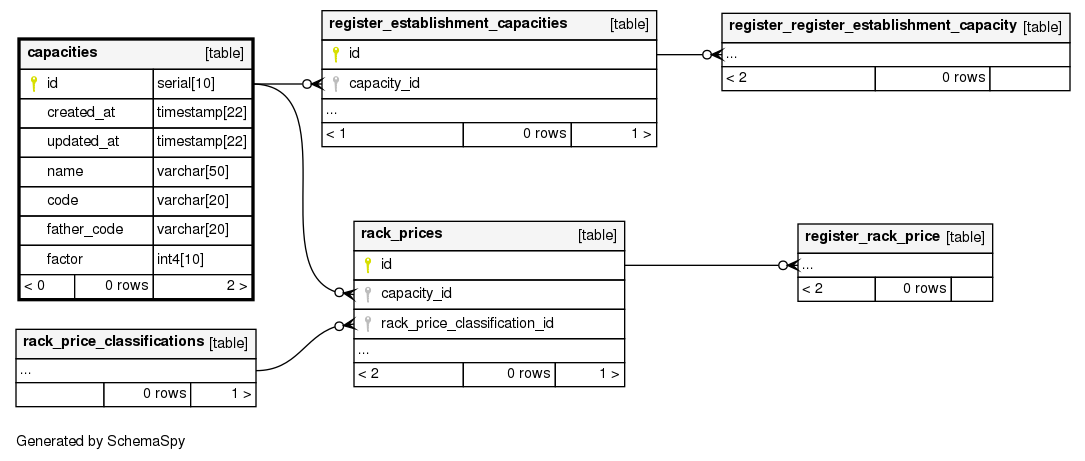 capacities [table]
id serial[10]
created_at timestamp[22]
updated_at timestamp[22]
name varchar[50]
code varchar[20]
father_code varchar[20]
factor int4[10]
< 0 0 rows 2 >
register_establishment_capacities [table]
id
capacity_id
...
< 1 0 rows 1 >
register_register_establishment_capacity [table]
...
< 2 0 rows
rack_prices [table]
id
capacity_id
rack_price_classification_id
...
< 2 0 rows 1 >
register_rack_price [table]
...
< 2 0 rows
rack_price_classifications [table]
...
0 rows 1 >
Generated by SchemaSpy